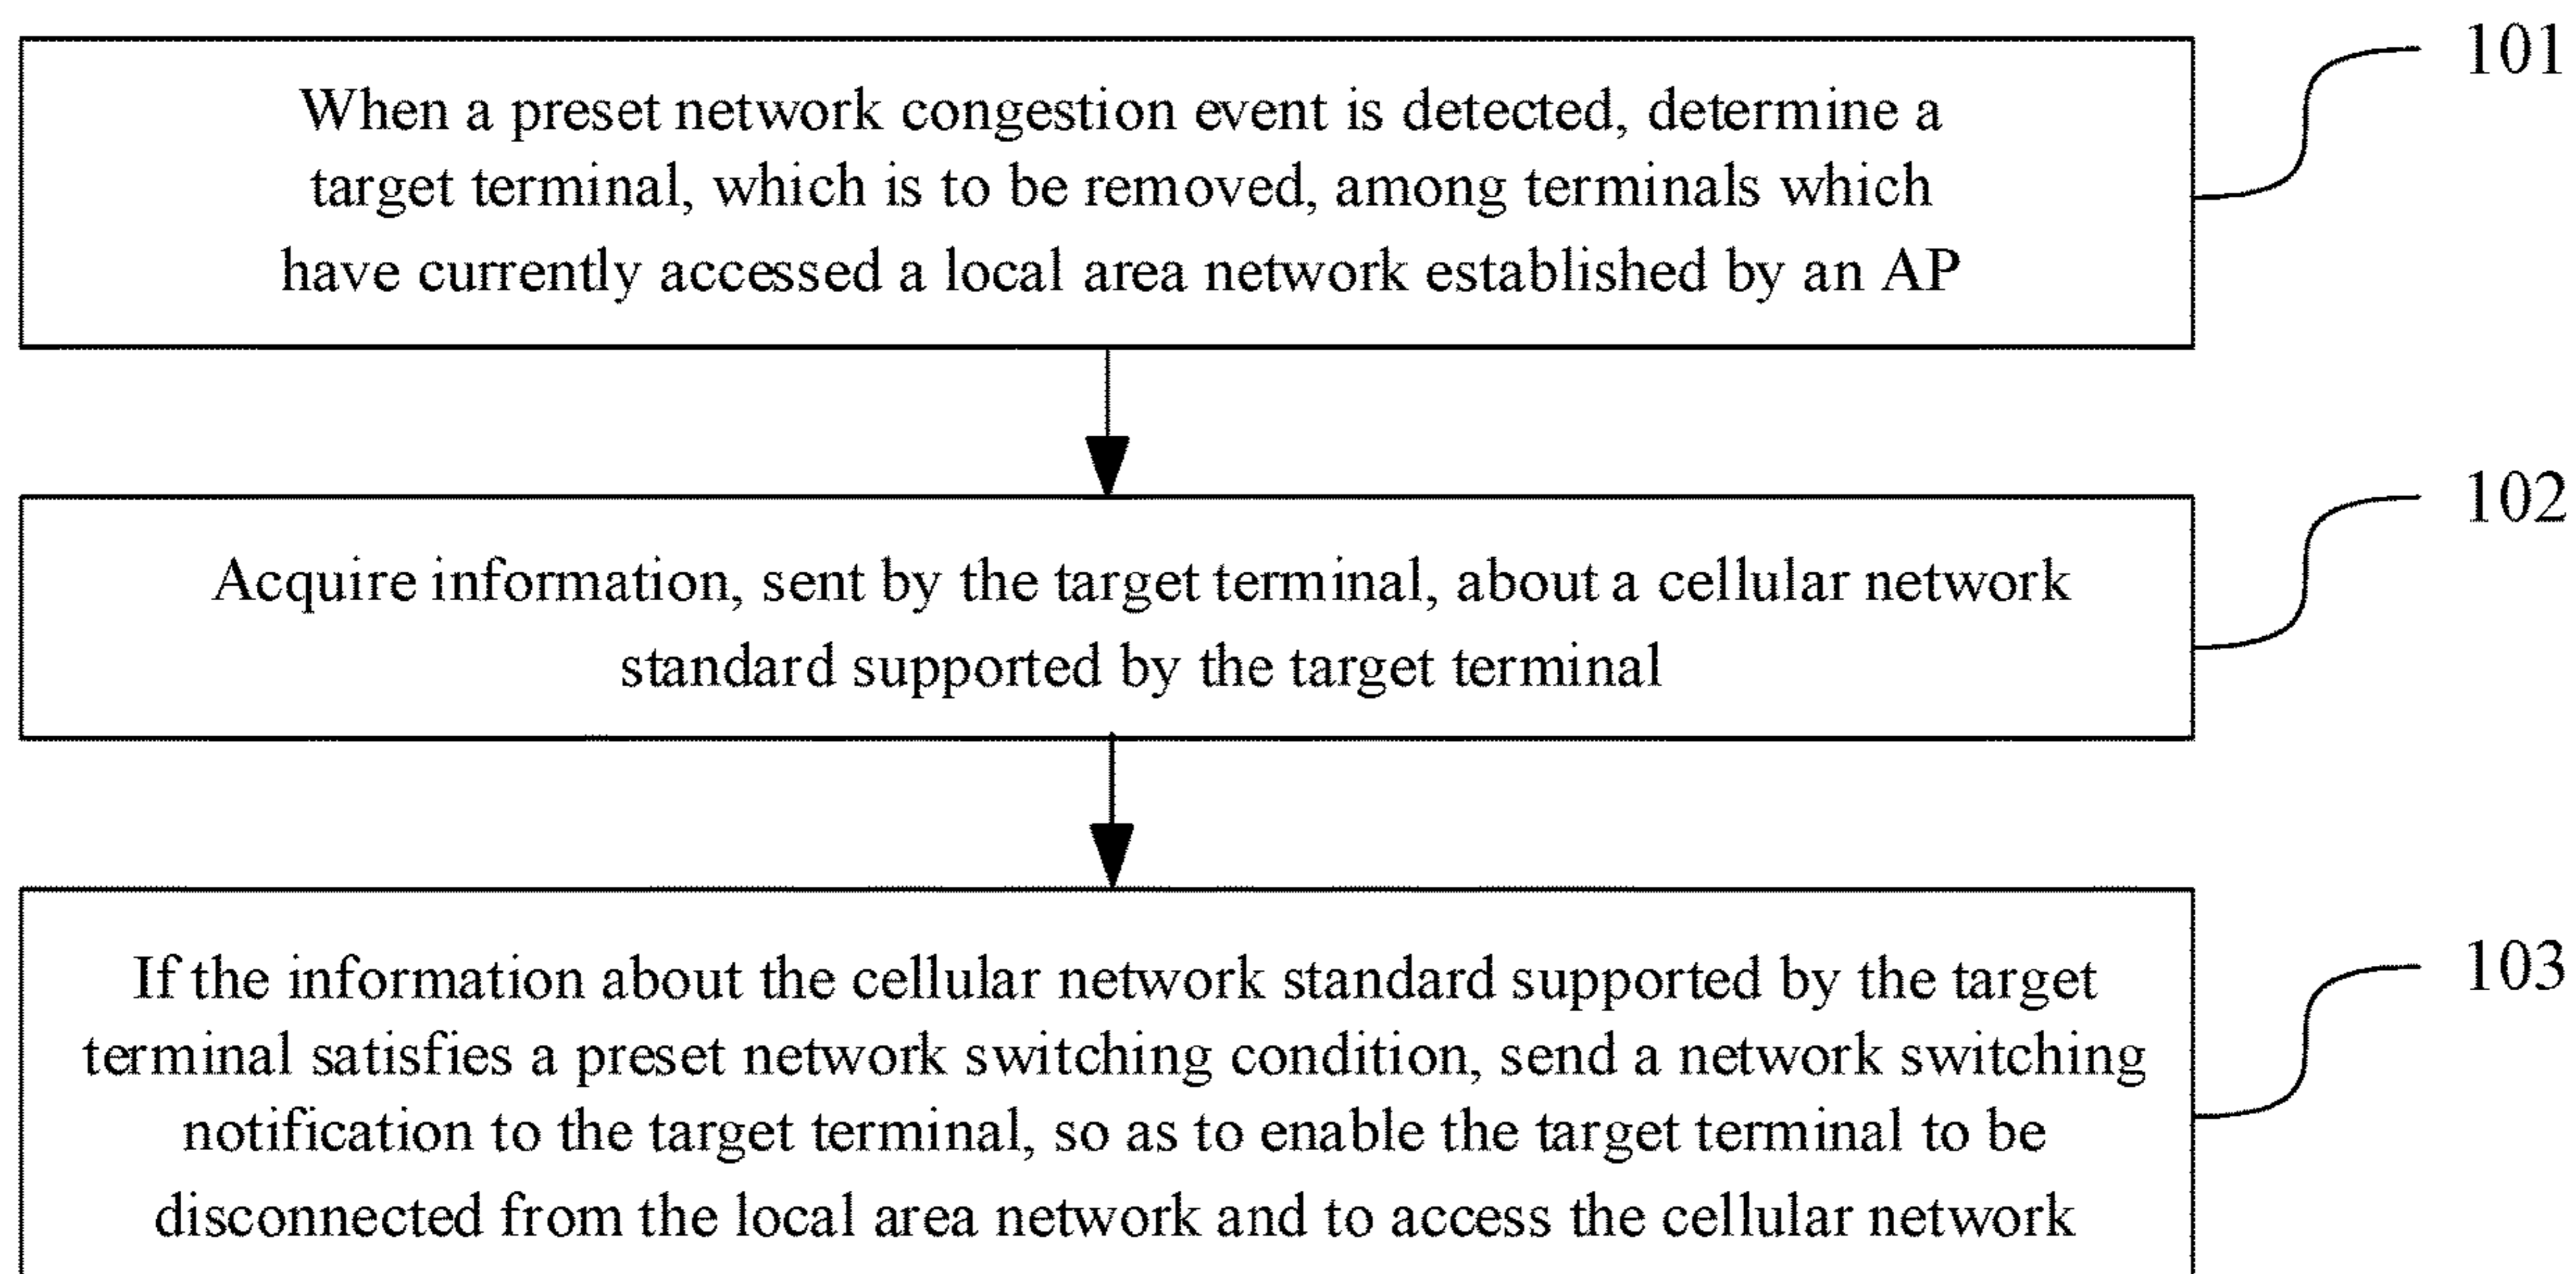 When a preset network congestion event is detected, determine a
target terminal, which is to be removed, among terminals which
have currently accessed a local area network established by an AP
101
Acquire information, sent by the target terminal, about a cellular network
standard supported by the target terminal
102
If the information about the cellular network standard supported by the target
terminal satisfies a preset network switching condition, send a network switching
notification to the target terminal, so as to enable the target terminal to be
disconnected from the local area network and to access the cellular network
103